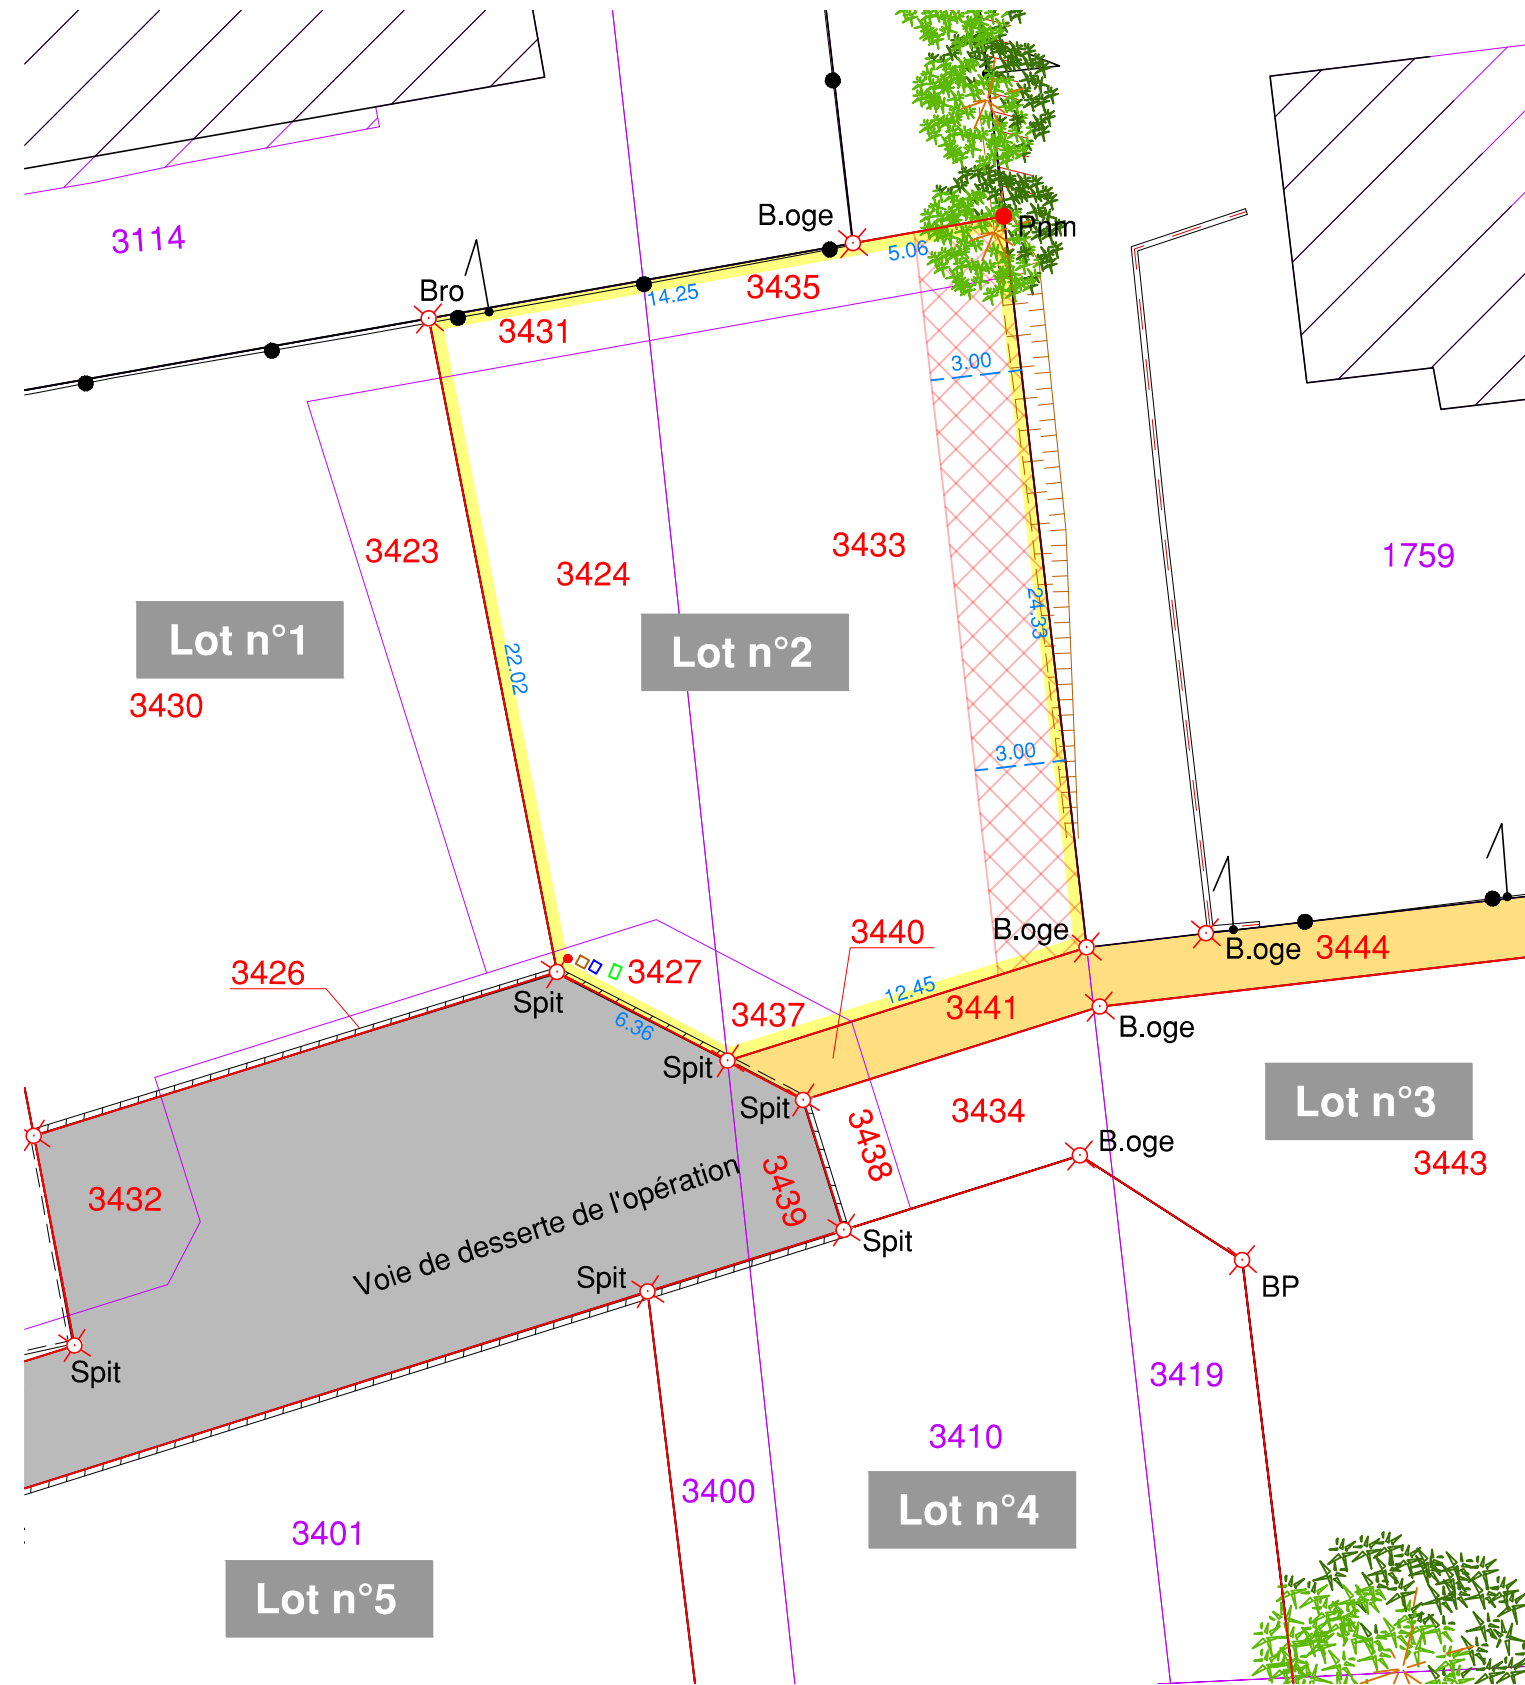 3114
B.oge
Pnm
5.06
Bro
14.25
3435
3431
3.00
3423
3424
3433
1759
24.33
Lot n°1
Lot n°2
22.02
3430
3.00
3440
B.oge
B.oge
3444
3426
3427
Spit
12.45
3441
6.36
3437
B.oge
Spit
Spit
3434
3438
Lot n°3
B.oge
3443
3439
3432
Voie de desserte de l'opération
Spit
Spit
BP
Spit
3419
3410
3400
Lot n°4
3401
Lot n°5